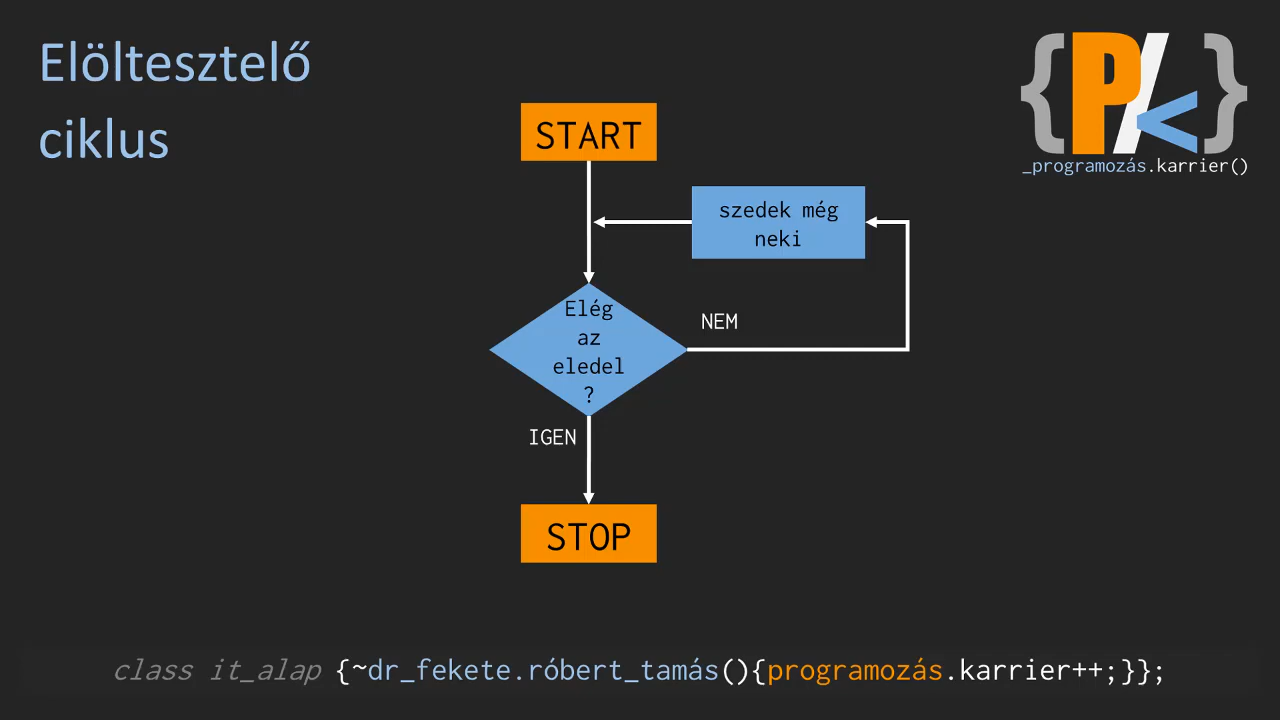 Elöltesztelő
ciklus
{P/<}
_programozás.karrier()
START
szedek még
neki
Elég
az
eledel
?
NEM
IGEN
STOP
class it_alap {~dr_fekete.róbert_tamás(){programozás.karrier++;}};